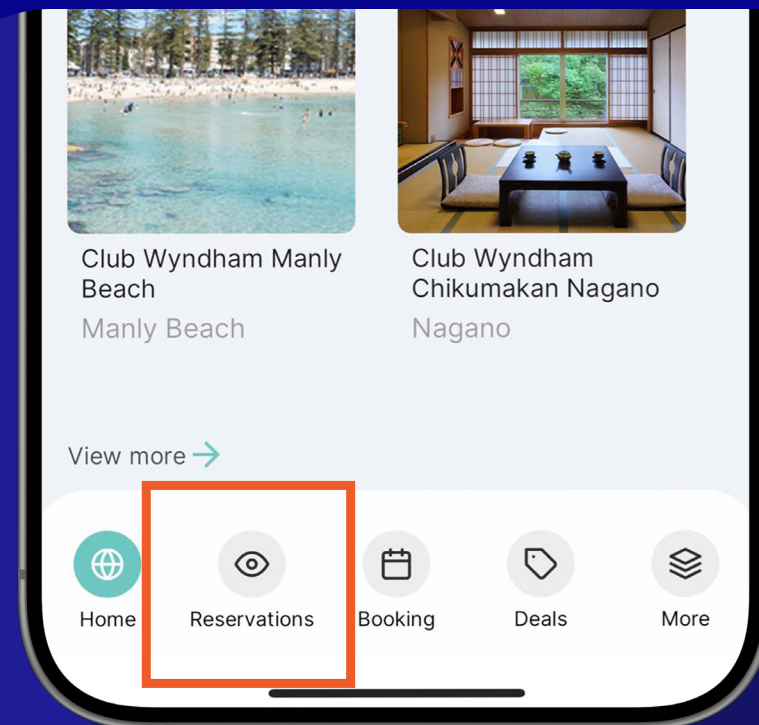 Club Wyndham Manly
Beach
Manly Beach
Club Wyndham
Chikumakan Nagano
Nagano
View more
Home
Reservations
Booking
Deals
More